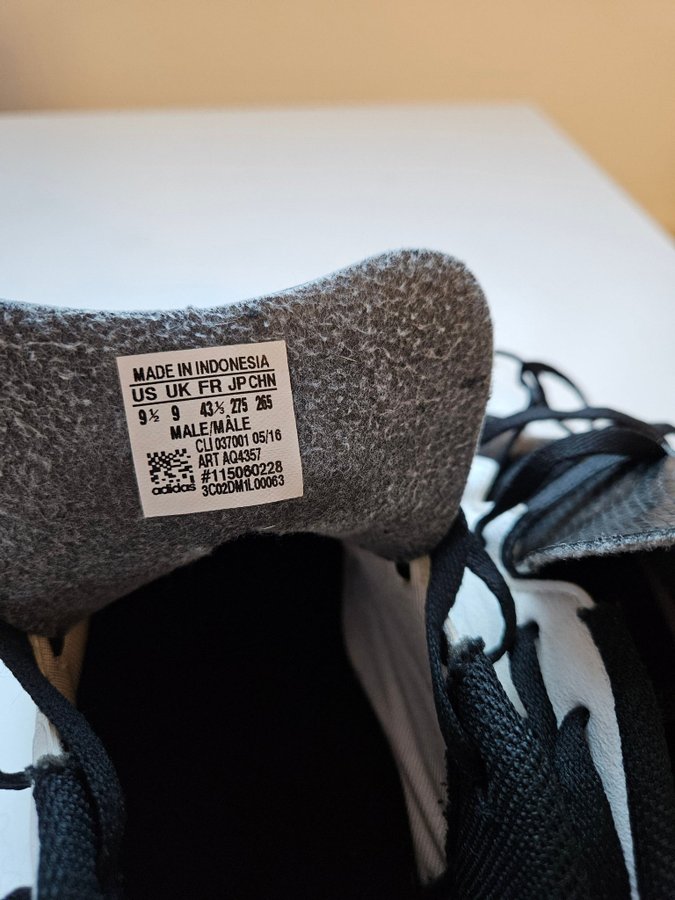 MADE IN INDONESIA
US UK FR JP CHN
9½ 9 43⅓ 275 265
MALE/MÂLE
CLI 037001 05/16
ART AQ4357
#115060228
adidas 3C02DM1L00063